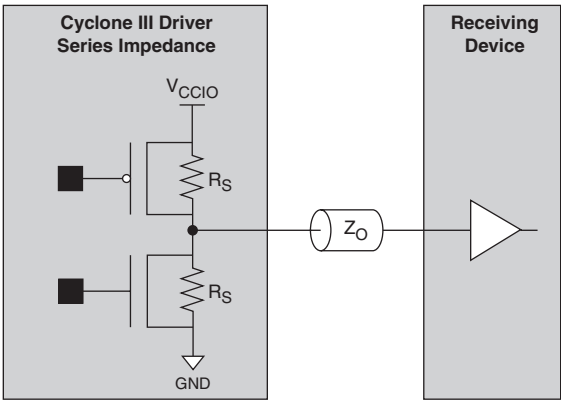 Cyclone III Driver
Series Impedance
Receiving
Device
VCCIO
RS
ZO
RS
GND